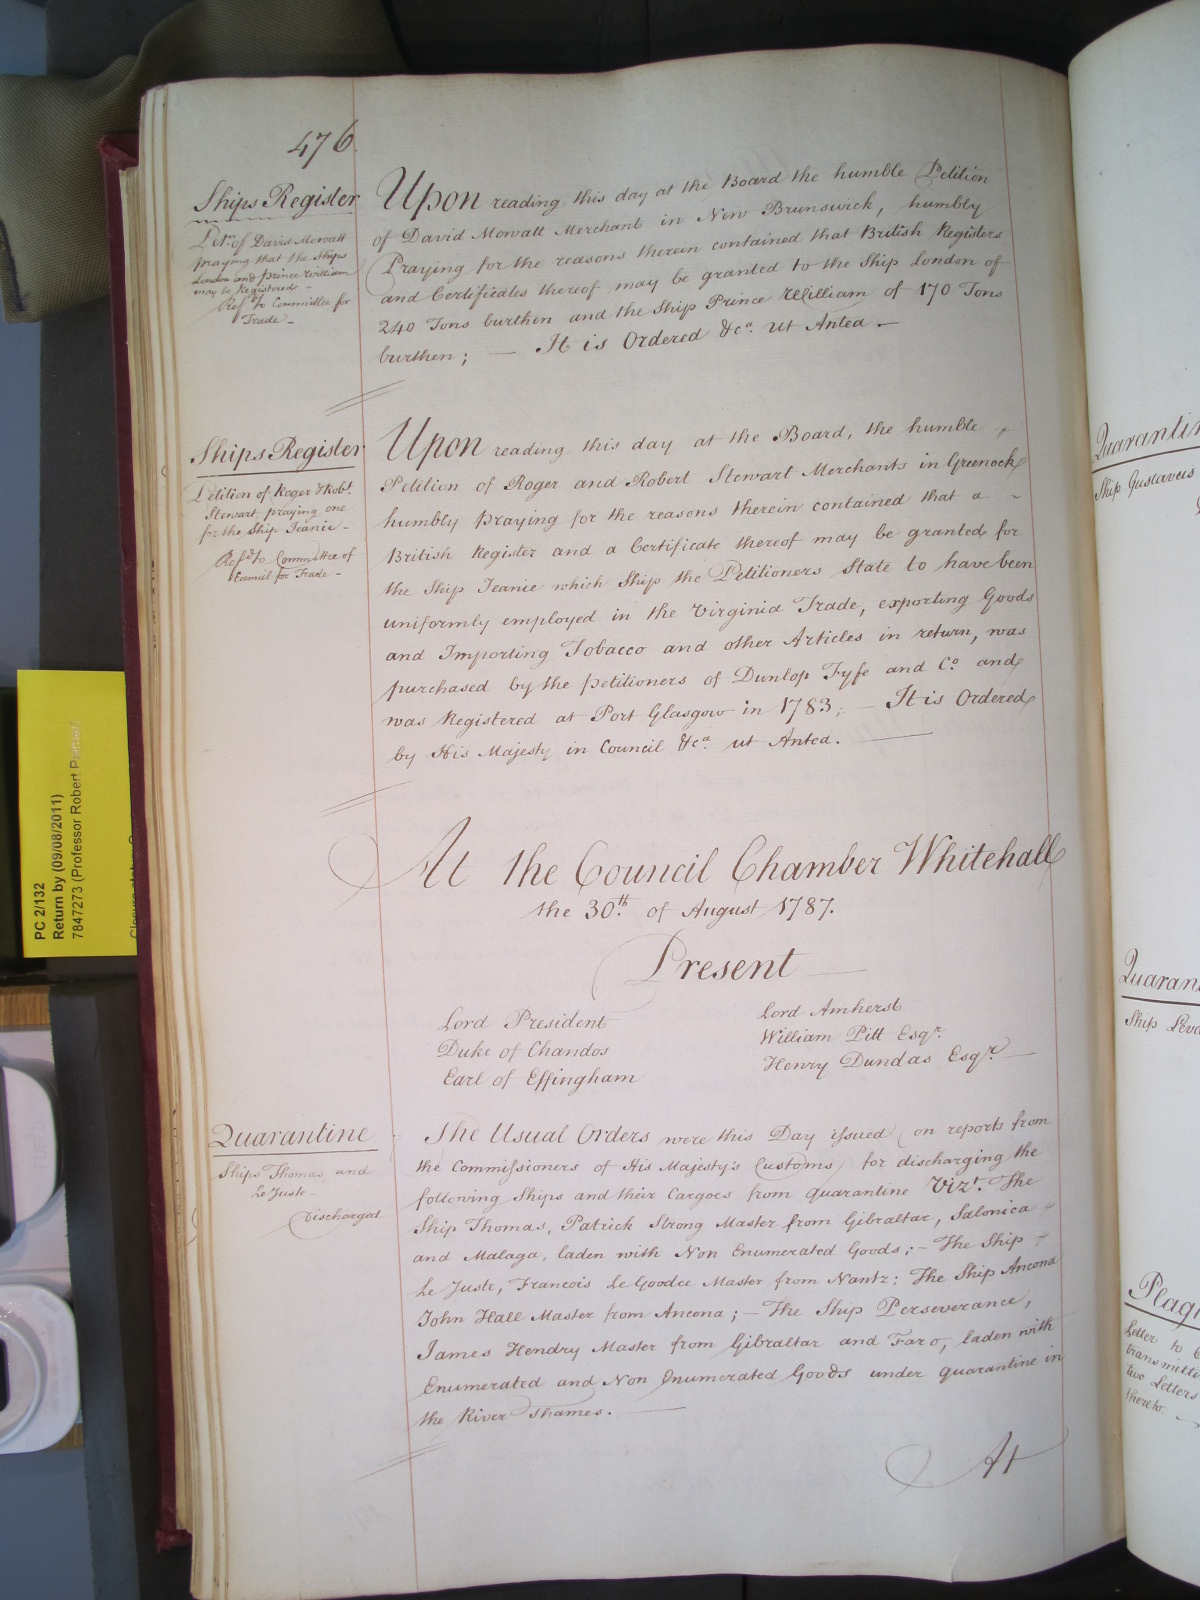 476
Ships Register
Petn. of David Mowatt
praying that the Ships
London and Prince William
may be Registered -
Refd. to Committee for
Trade -
Upon reading this day at the Board the humble Petition
of David Mowatt Merchant in New Brunswick, humbly
Praying for the reasons therein contained that British Registers
and Certificates thereof may be granted to the Ship London of
240 Tons burthen and the Ship Prince William of 170 Tons
burthen; — It is Ordered &ca. ut Antea —
Ships Register
Petition of Roger & Robt.
Stewart, praying one
for the Ship Jeanie -
Refd. to Committee of
Council for Trade -
Upon reading this day at the Board, the humble
Petition of Roger and Robert Stewart Merchants in Greenock
humbly praying for the reasons therein contained that a -
British Register and a Certificate thereof may be granted for
the Ship Jeanie which Ship the Petitioners State to have been
uniformly employed in the Virginia Trade, exporting Goods
and Importing Tobacco and other Articles in return, was
purchased by the petitioners of Dunlop Fyfe and Co. and
was Registered at Port Glasgow in 1783; — It is Ordered
by His Majesty in Council &ca. ut Antea. —
At the Council Chamber Whitehall
the 30th. of August 1787.
Present —
Lord President
Duke of Chandos
Earl of Effingham
Lord Amherst
William Pitt Esqr.
Henry Dundas Esqr. —
Quarantine
Ships Thomas, and
Le Juste -
Discharged
The Usual Orders were this Day issued (on reports from
the Commissioners of His Majesty's Customs) for discharging the
following Ships and their Cargoes from quarantine Vizt. The
Ship Thomas, Patrick Strong Master from Gibraltar, Salonica
and Malaga, laden with Non Enumerated Goods; - The Ship
Le Juste, Francois Le Goodce Master from Nantz; The Ship Ancona
John Hall Master from Ancona; - The Ship Perseverance,
James Hendry Master from Gibraltar and Faro, laden with
Enumerated and Non Enumerated Goods under quarantine in
the River Thames. —
At
PC 2/132
Return by (09/08/2011)
7847273 (Professor Robert
Ship Gustavus
Ship
Letter to
two Letters
thereto